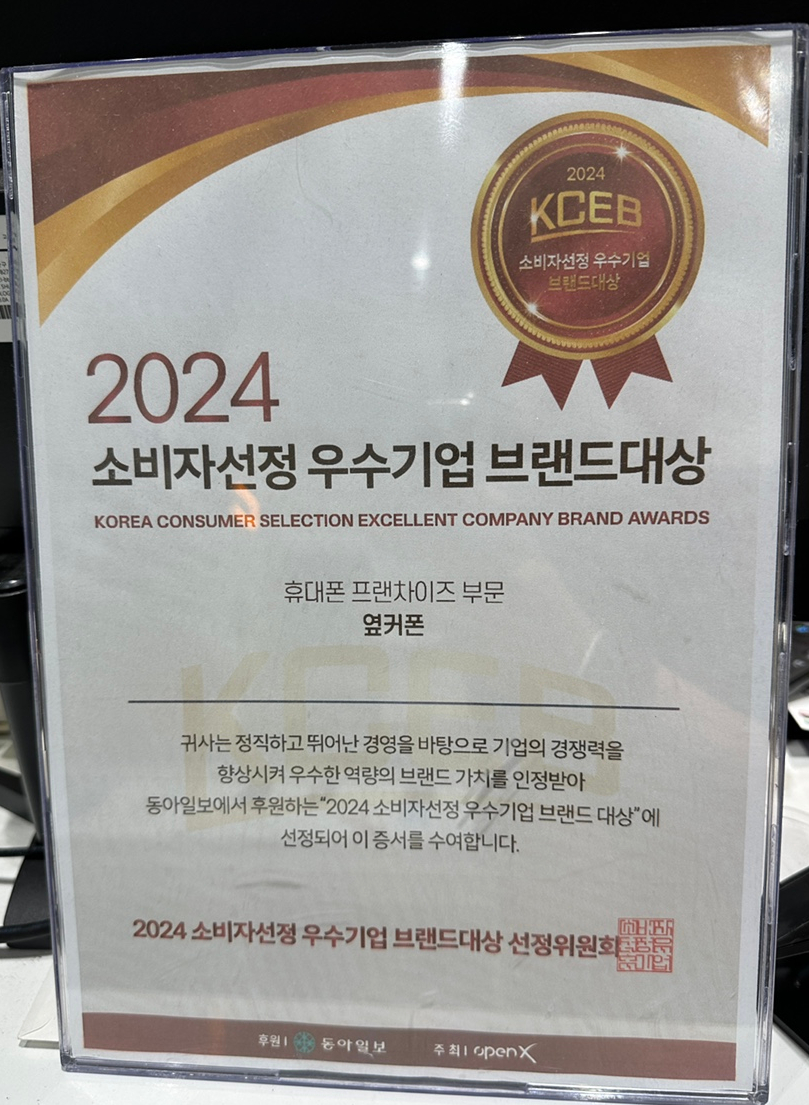 2024
KCEB
소비자선정 우수기업
브랜드대상
2024
소비자선정 우수기업 브랜드대상
KOREA CONSUMER SELECTION EXCELLENT COMPANY BRAND AWARDS
휴대폰 프랜차이즈 부문
옆커폰
KCEB
귀사는 정직하고 뛰어난 경영을 바탕으로 기업의 경쟁력을
향상시켜 우수한 역량의 브랜드 가치를 인정받아
동아일보에서 후원하는 "2024 소비자선정 우수기업 브랜드 대상"에
선정되어 이 증서를 수여합니다.
2024 소비자선정 우수기업 브랜드대상 선정위원회
후원 | 동아일보 주최 | openX